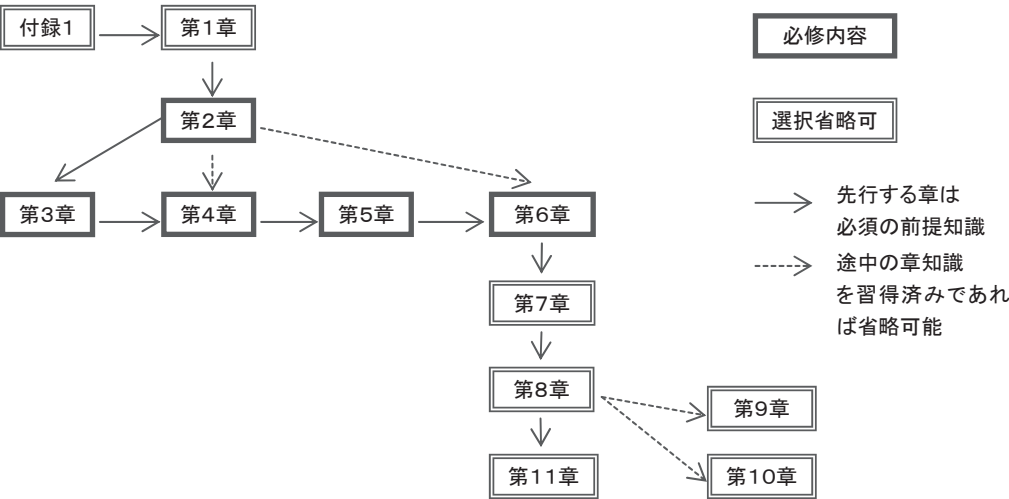 付録1
第1章
必修内容
第2章
選択省略可
第3章
第4章
第5章
第6章
先行する章は
必須の前提知識
途中の章知識
を習得済みであれ
ば省略可能
第7章
第8章
第9章
第11章
第10章